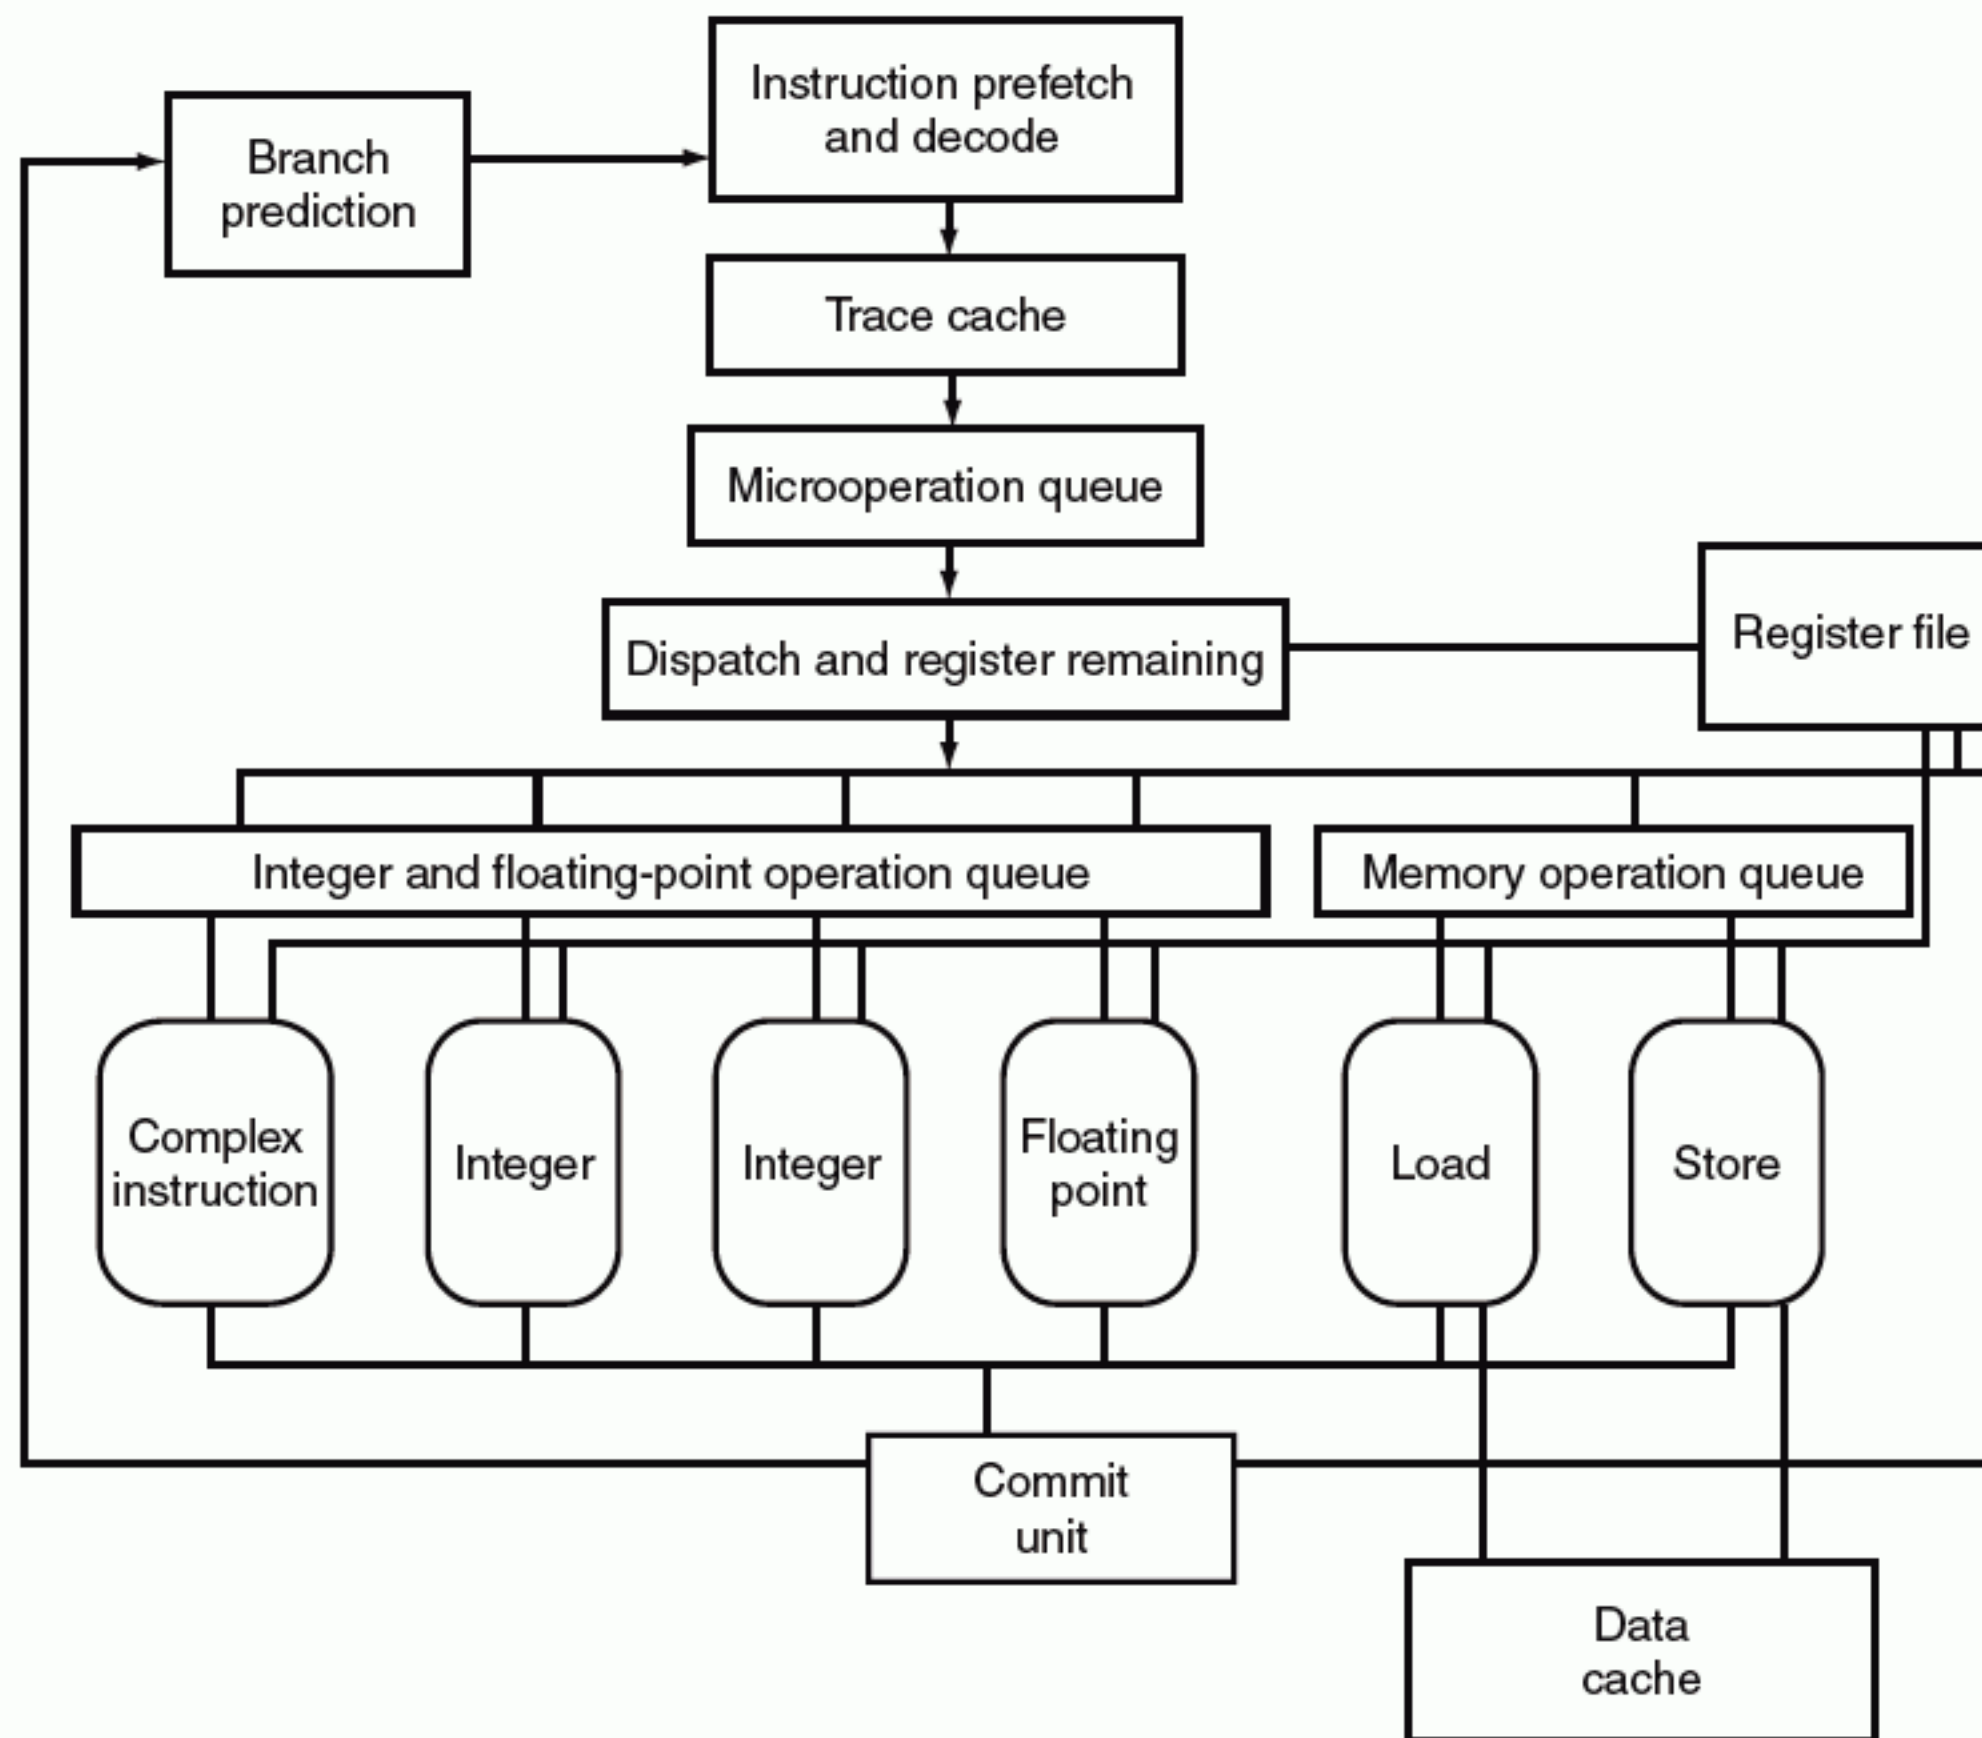 Instruction prefetch
and decode
Branch
prediction
Trace cache
Microoperation queue
Dispatch and register remaining
Register file
Integer and floating-point operation queue
Memory operation queue
Complex
instruction
Integer
Integer
Floating
point
Load
Store
Commit
unit
Data
cache